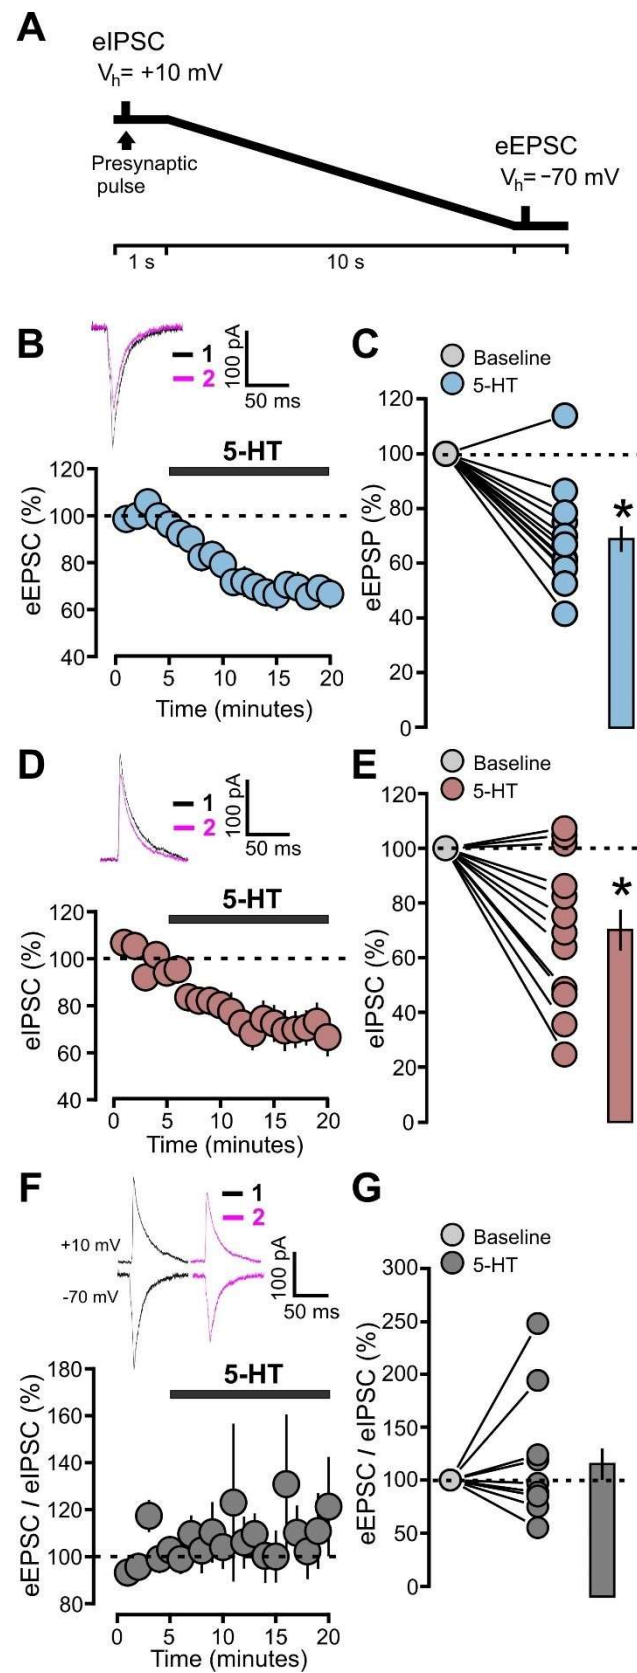 A
eIPSC
Vh= +10 mV
Presynaptic
pulse
eEPSC
Vh= −70 mV
1 s
10 s
B
1
2
100 pA
50 ms
5-HT
120
100
80
60
40
eEPSC (%)
0
5
10
15
20
Time (minutes)
C
Baseline
5-HT
120
100
80
60
40
20
0
eEPSP (%)
*
D
1
2
100 pA
50 ms
5-HT
120
100
80
60
40
eIPSC (%)
0
5
10
15
20
Time (minutes)
E
Baseline
5-HT
120
100
80
60
40
20
0
eIPSC (%)
*
F
1
2
+10 mV
-70 mV
100 pA
50 ms
5-HT
180
160
140
120
100
80
eEPSC / eIPSC (%)
0
5
10
15
20
Time (minutes)
G
Baseline
5-HT
300
250
200
150
100
50
0
eEPSC / eIPSC (%)